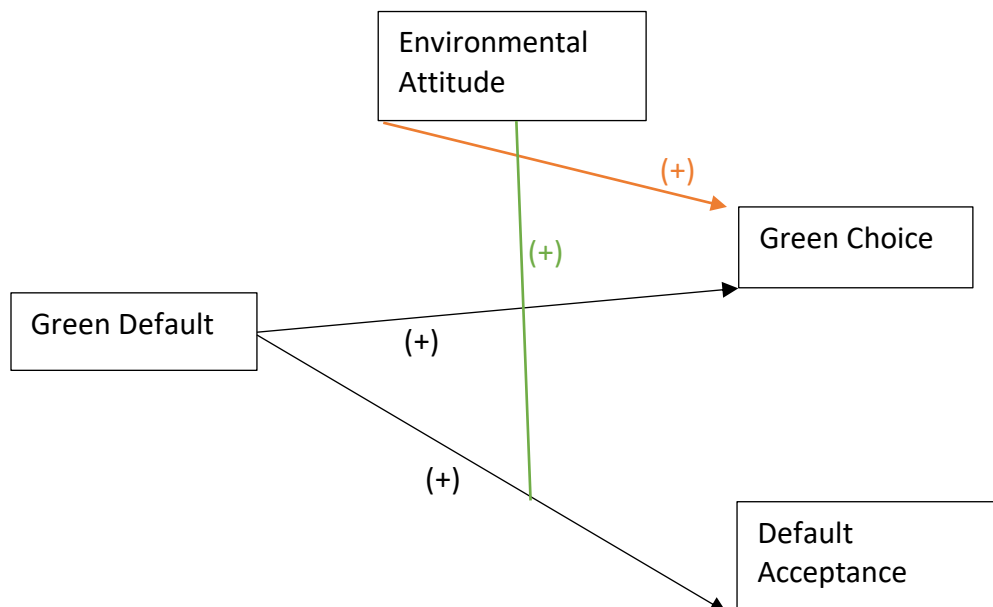 Environmental
Attitude
(+)
Green Choice
(+)
Green Default
(+)
(+)
Default
Acceptance